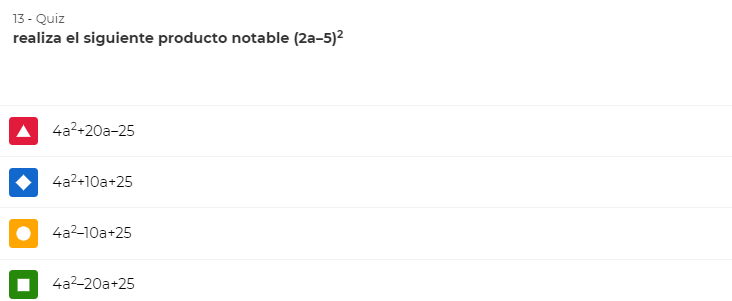 13 - Quiz
realiza el siguiente producto notable (2a–5)²
4a²+20a–25
4a²+10a+25
4a²–10a+25
4a²–20a+25